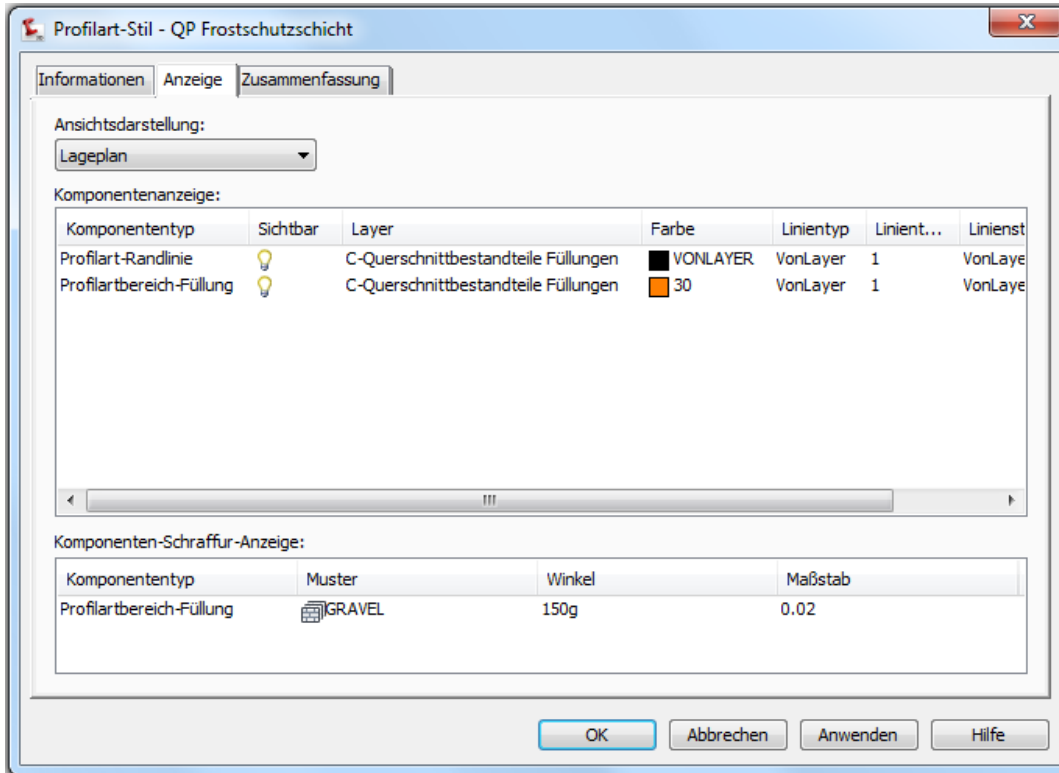 Profilart-Stil - QP Frostschutzschicht
Informationen Anzeige Zusammenfassung
Ansichtsdarstellung:
Lageplan
Komponentenanzeige:
Komponententyp Sichtbar Layer Farbe Linientyp Linient... Linienst
Profilart-Randlinie C-Querschnittbestandteile Füllungen VONLAYER VonLayer 1 VonLaye
Profilartbereich-Füllung C-Querschnittbestandteile Füllungen 30 VonLayer 1 VonLaye
Komponenten-Schraffur-Anzeige:
Komponententyp Muster Winkel Maßstab
Profilartbereich-Füllung GRAVEL 150g 0.02
OK Abbrechen Anwenden Hilfe